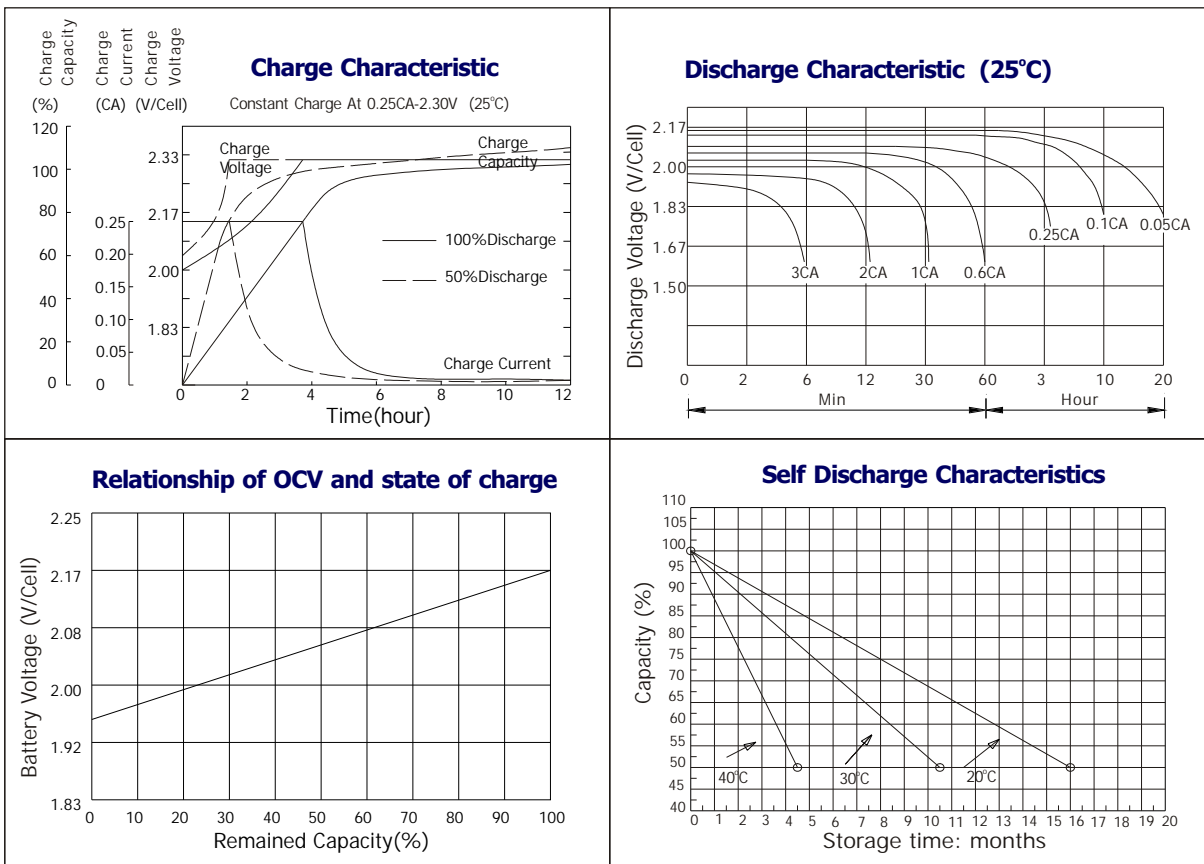 Charge Capacity
Charge Current
Charge Voltage
(%) (CA) (V/Cell)
Charge Characteristic
Constant Charge At 0.25CA-2.30V (25°C)
120
100
80
60
40
20
0
0.25
0.20
0.15
0.10
0.05
0
2.33
2.17
2.00
1.83
Charge Voltage
Charge Capacity
100%Discharge
50%Discharge
Charge Current
0 2 4 6 8 10 12
Time(hour)
Discharge Characteristic (25°C)
Discharge Voltage (V/Cell)
2.17
2.00
1.83
1.67
1.50
3CA 2CA 1CA 0.6CA 0.25CA 0.1CA 0.05CA
0 2 6 12 30 60 3 10 20
Min Hour
Relationship of OCV and state of charge
Battery Voltage (V/Cell)
2.25
2.17
2.08
2.00
1.92
1.83
0 10 20 30 40 50 60 70 80 90 100
Remained Capacity(%)
Self Discharge Characteristics
Capacity (%)
110
105
100
95
90
85
80
75
70
65
60
55
50
45
40
40°C 30°C 20°C
0 1 2 3 4 5 6 7 8 9 10 11 12 13 14 15 16 17 18 19 20
Storage time: months